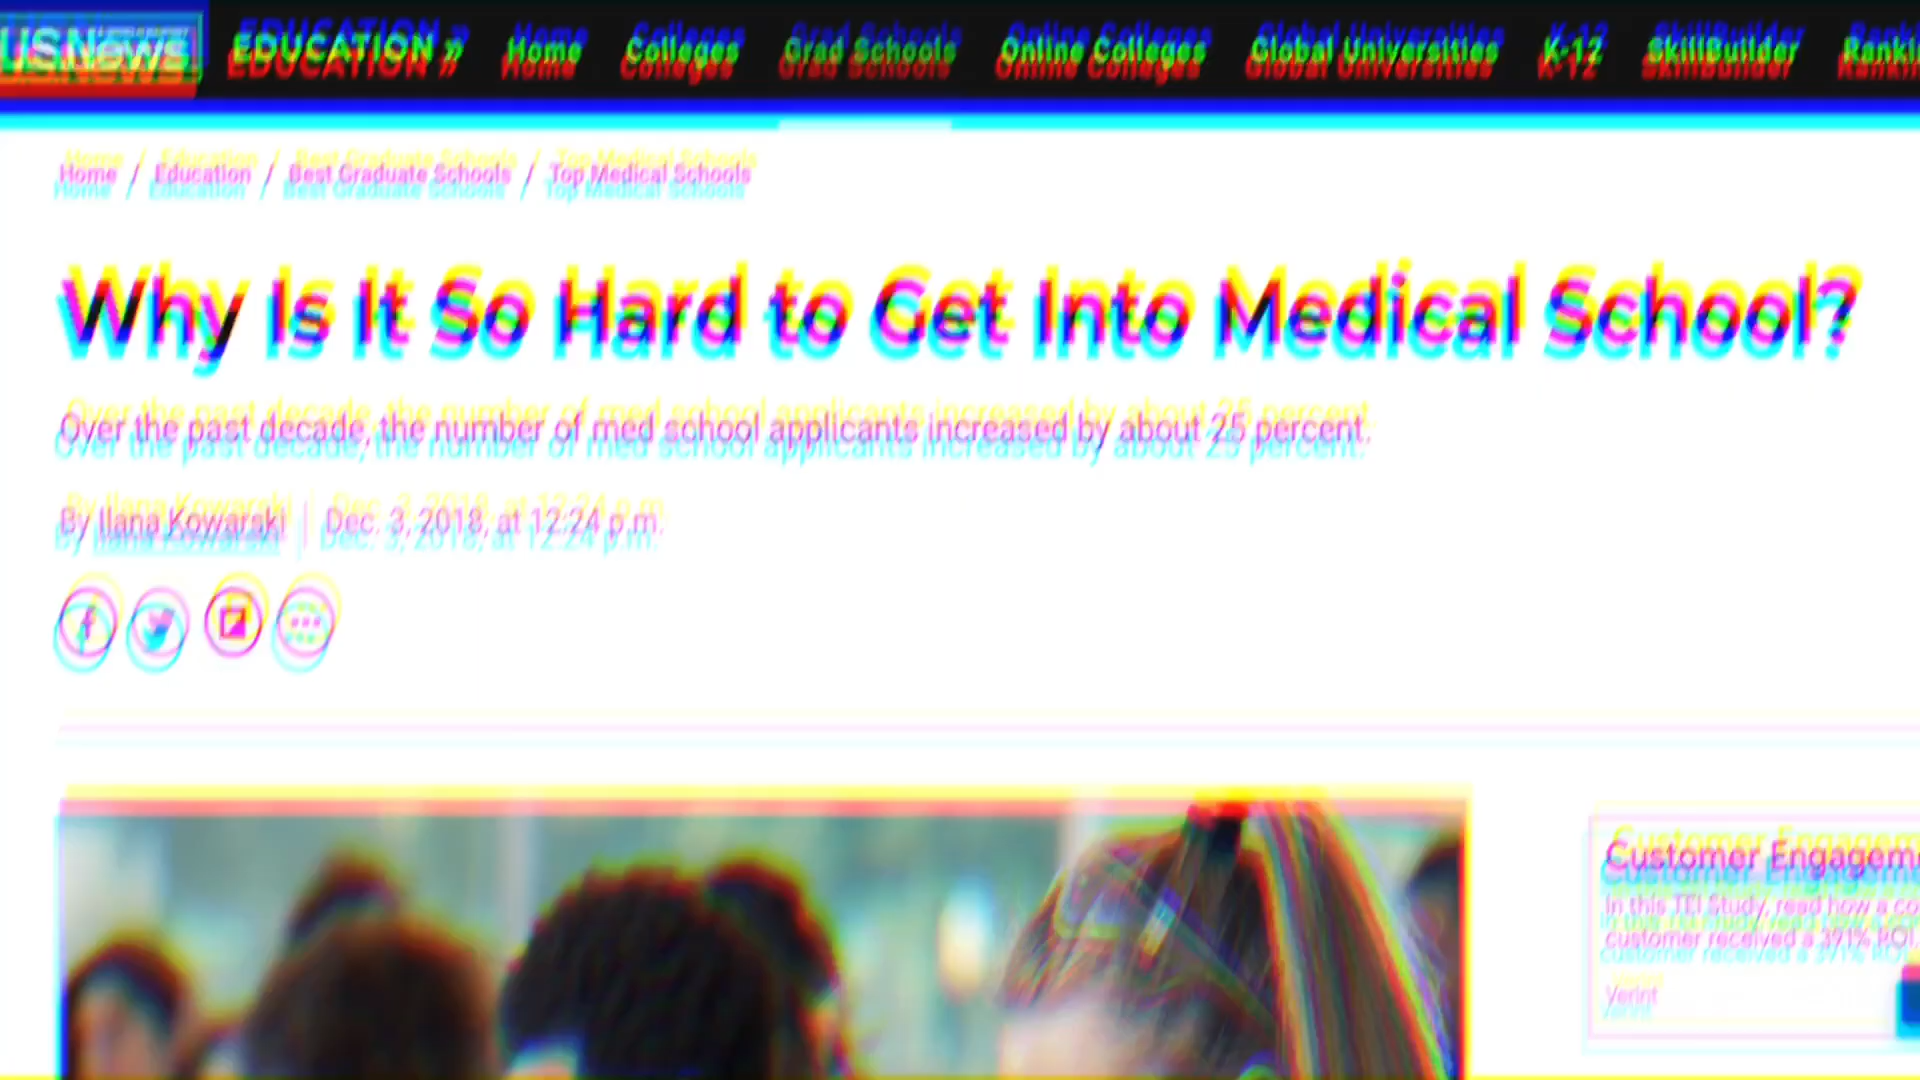 US News EDUCATION » Home Colleges Grad Schools Online Colleges Global Universities K-12 SkillBuilder
Home / Education / Best Graduate Schools / Top Medical Schools
Why Is It So Hard to Get Into Medical School?
Over the past decade, the number of med school applicants increased by about 25 percent.
By Ilana Kowarski | Dec. 3, 2018, at 12:24 p.m.
Customer
In this TEI Study, read how a
customer received a 391% ROI.
Verint